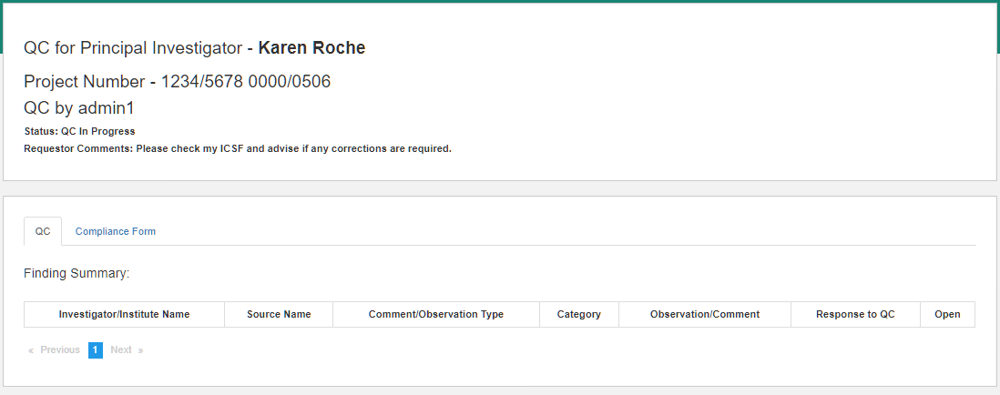 QC for Principal Investigator - Karen Roche
Project Number - 1234/5678 0000/0506
QC by admin1
Status: QC In Progress
Requestor Comments: Please check my ICSF and advise if any corrections are required.
QC Compliance Form
Finding Summary:
Investigator/Institute Name Source Name Comment/Observation Type Category Observation/Comment Response to QC Open
« Previous 1 Next »